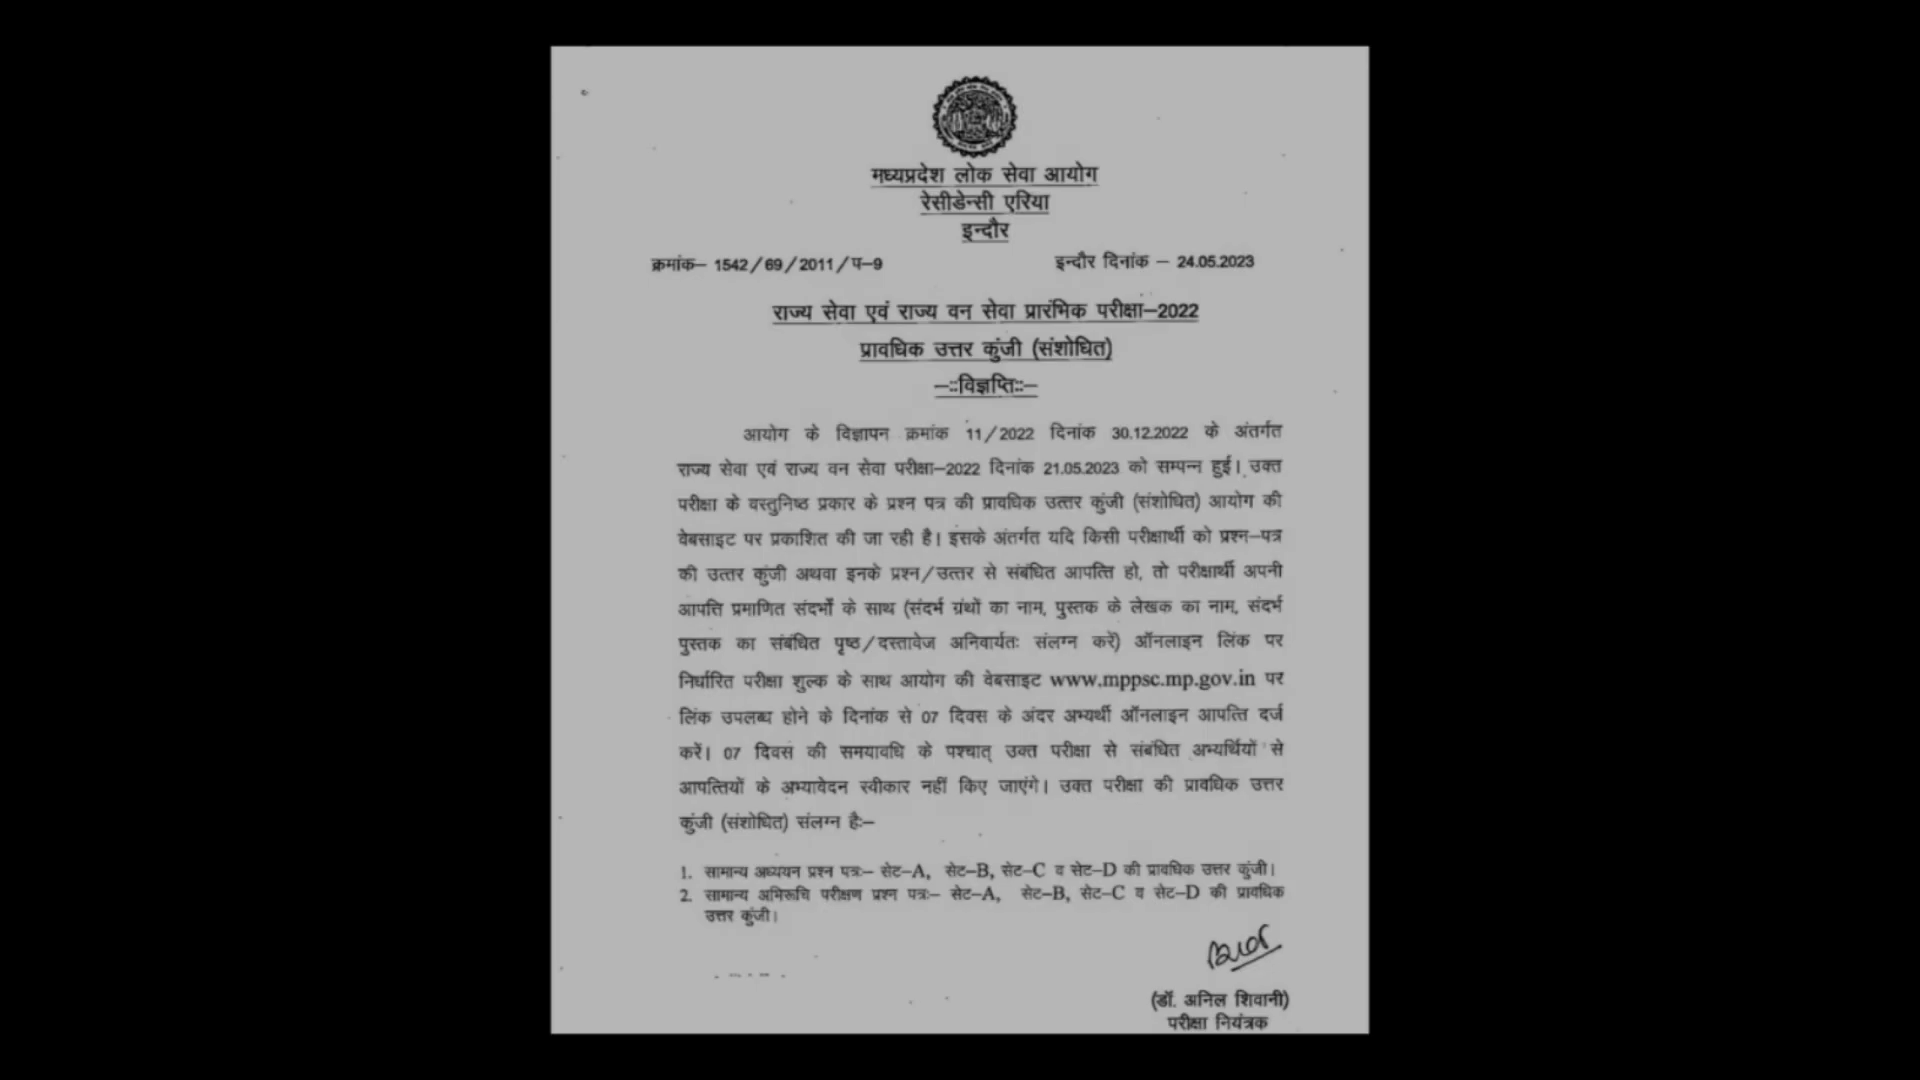 मध्यप्रदेश लोक सेवा आयोग
रेसीडेन्सी एरिया
इन्दौर
क्रमांक– 1542/69/2011/प–9
इन्दौर दिनांक – 24.05.2023
राज्य सेवा एवं राज्य वन सेवा प्रारंभिक परीक्षा–2022
प्रावधिक उत्तर कुंजी (संशोधित)
–::विज्ञप्ति::–
आयोग के विज्ञापन क्रमांक 11/2022 दिनांक 30.12.2022 के अंतर्गत
राज्य सेवा एवं राज्य वन सेवा परीक्षा–2022 दिनांक 21.05.2023 को सम्पन्न हुई। उक्त
परीक्षा के वस्तुनिष्ठ प्रकार के प्रश्न पत्र की प्रावधिक उत्तर कुंजी (संशोधित) आयोग की
वेबसाइट पर प्रकाशित की जा रही है। इसके अंतर्गत यदि किसी परीक्षार्थी को प्रश्न–पत्र
की उत्तर कुंजी अथवा इनके प्रश्न/उत्तर से संबंधित आपत्ति हो, तो परीक्षार्थी अपनी
आपत्ति प्रमाणित संदर्भों के साथ (संदर्भ ग्रंथों का नाम, पुस्तक के लेखक का नाम, संदर्भ
पुस्तक का संबंधित पृष्ठ/दस्तावेज अनिवार्यतः संलग्न करें) ऑनलाइन लिंक पर
निर्धारित परीक्षा शुल्क के साथ आयोग की वेबसाइट www.mppsc.mp.gov.in पर
लिंक उपलब्ध होने के दिनांक से 07 दिवस के अंदर अभ्यर्थी ऑनलाइन आपत्ति दर्ज
करें। 07 दिवस की समयावधि के पश्चात् उक्त परीक्षा से संबंधित अभ्यर्थियों से
आपत्तियों के अभ्यावेदन स्वीकार नहीं किए जाएंगे। उक्त परीक्षा की प्रावधिक उत्तर
कुंजी (संशोधित) संलग्न हैः–
1. सामान्य अध्ययन प्रश्न पत्रः– सेट–A, सेट–B, सेट–C व सेट–D की प्रावधिक उत्तर कुंजी।
2. सामान्य अभिरूचि परीक्षण प्रश्न पत्रः– सेट–A, सेट–B, सेट–C व सेट–D की प्रावधिक
उत्तर कुंजी।
(डॉ. अनिल शिवानी)
परीक्षा नियंत्रक